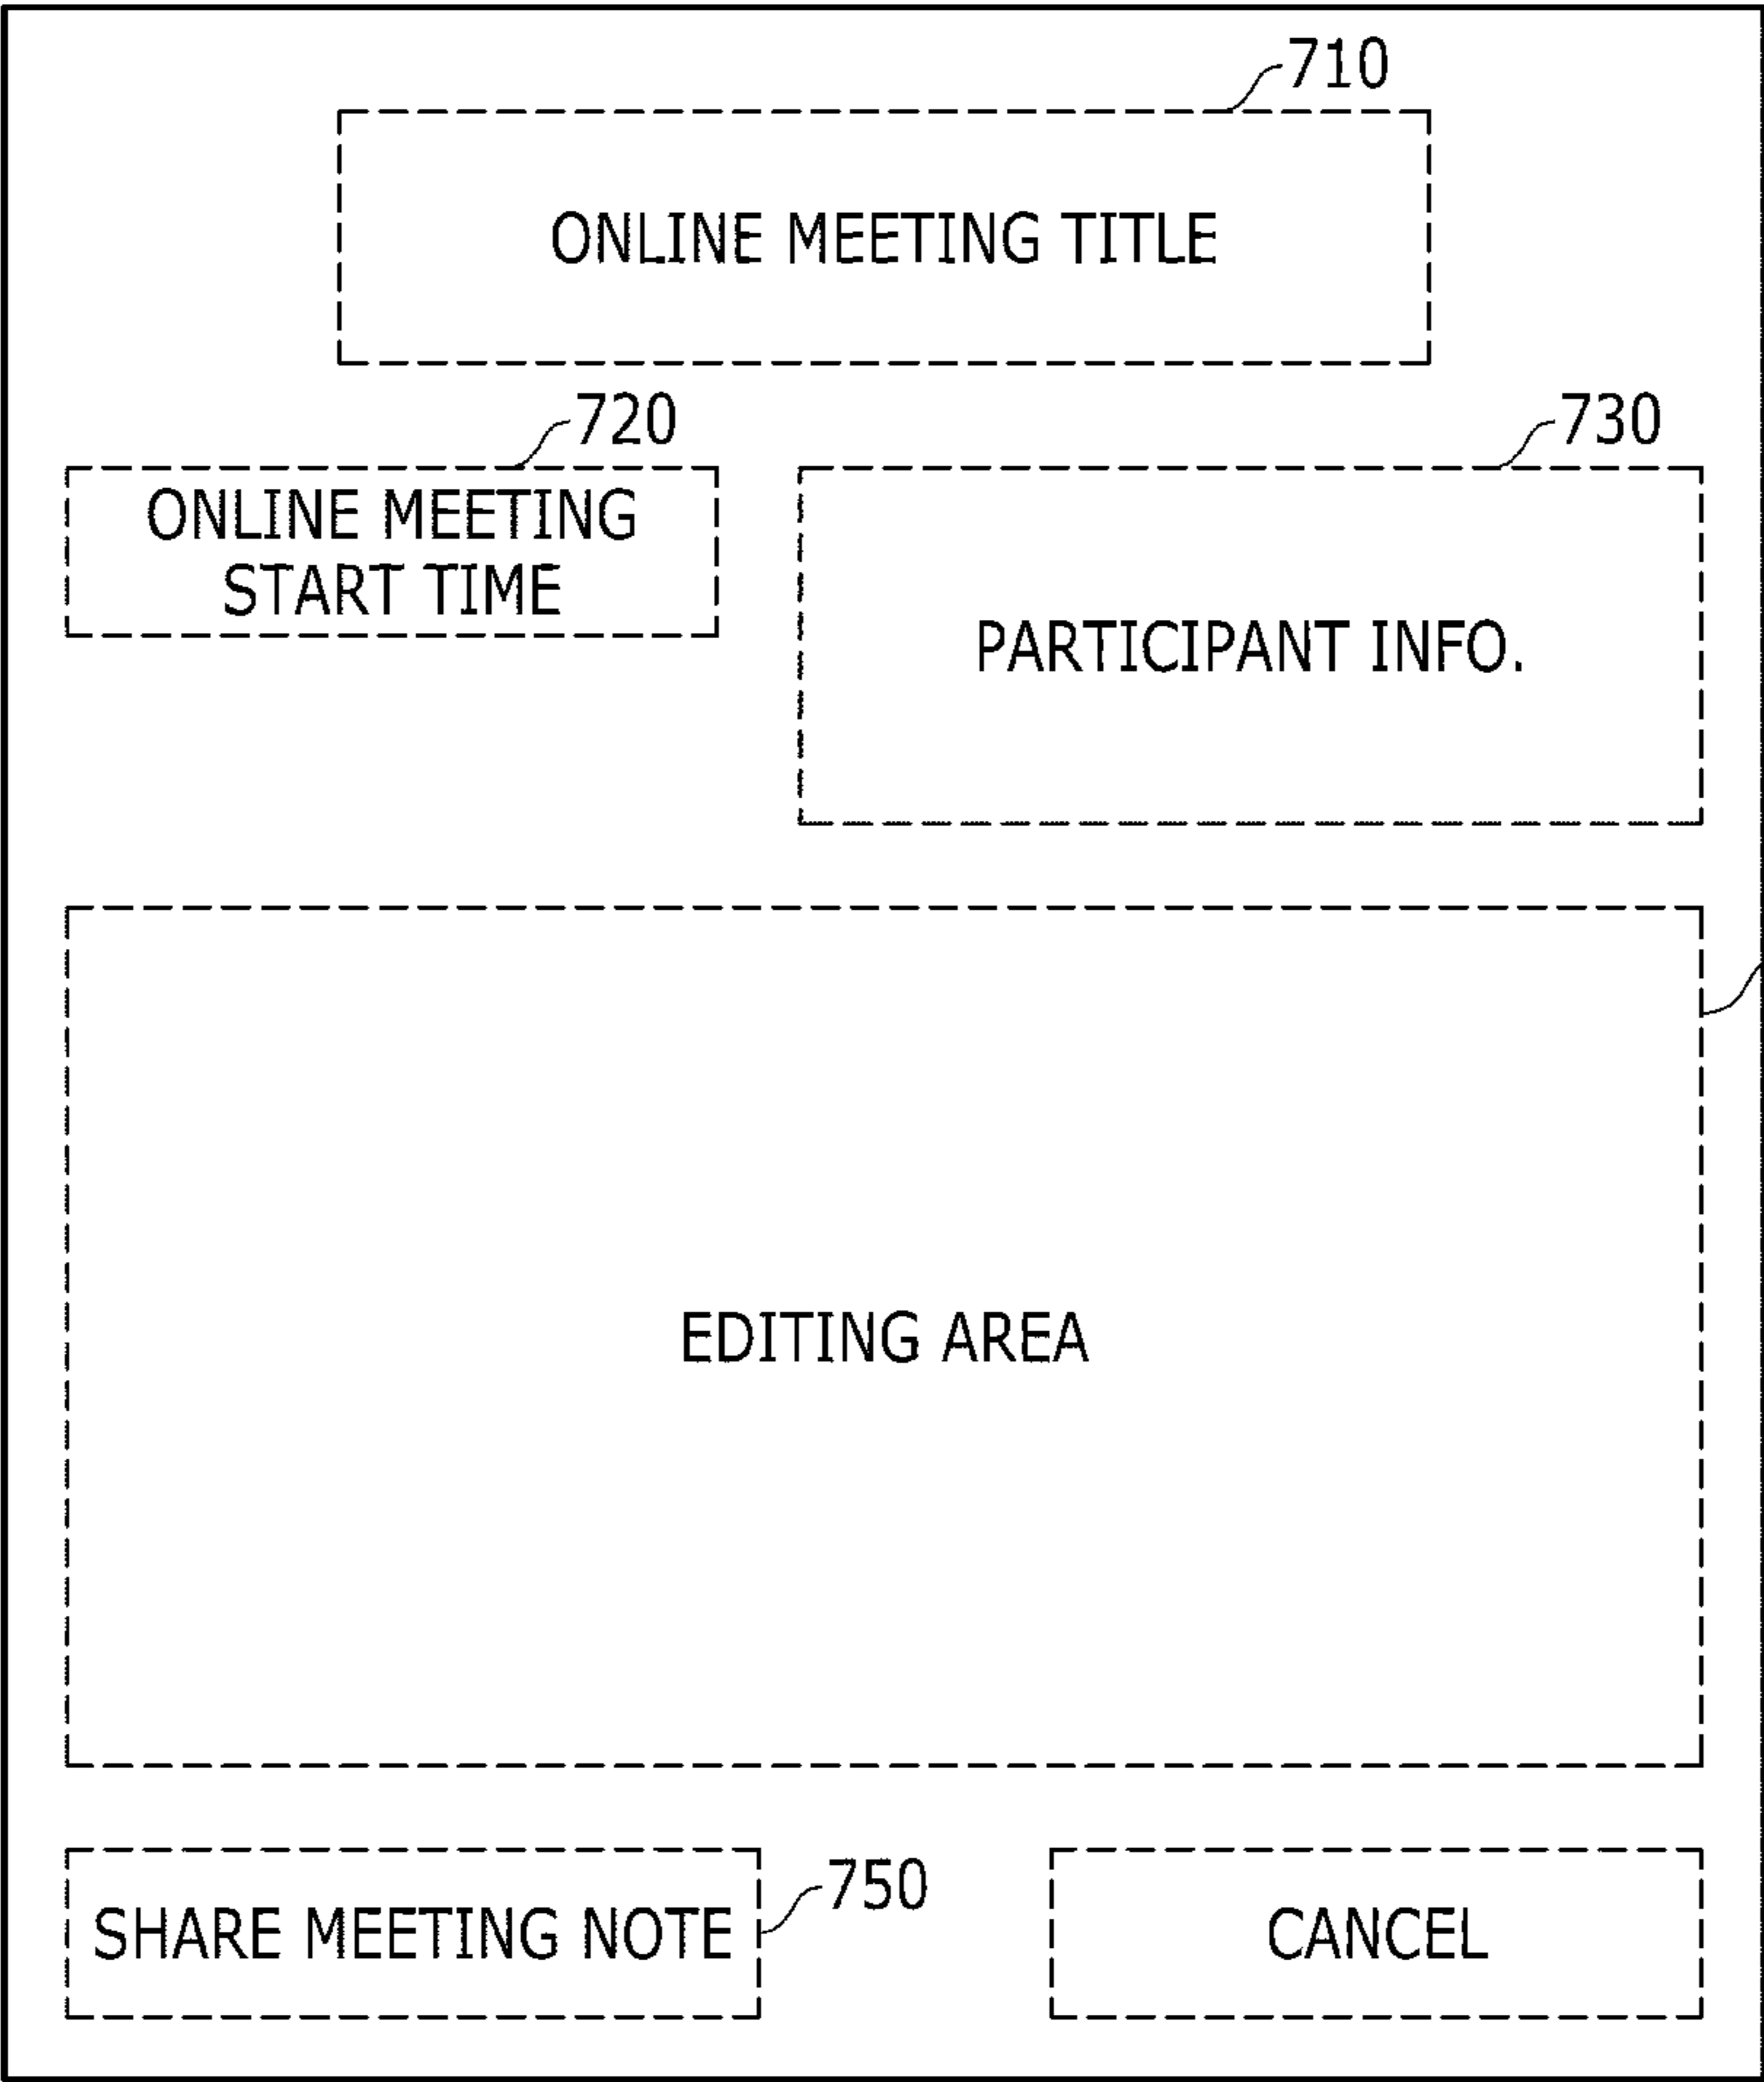 710
ONLINE MEETING TITLE
720
730
ONLINE MEETING
START TIME
PARTICIPANT INFO.
EDITING AREA
750
SHARE MEETING NOTE
CANCEL